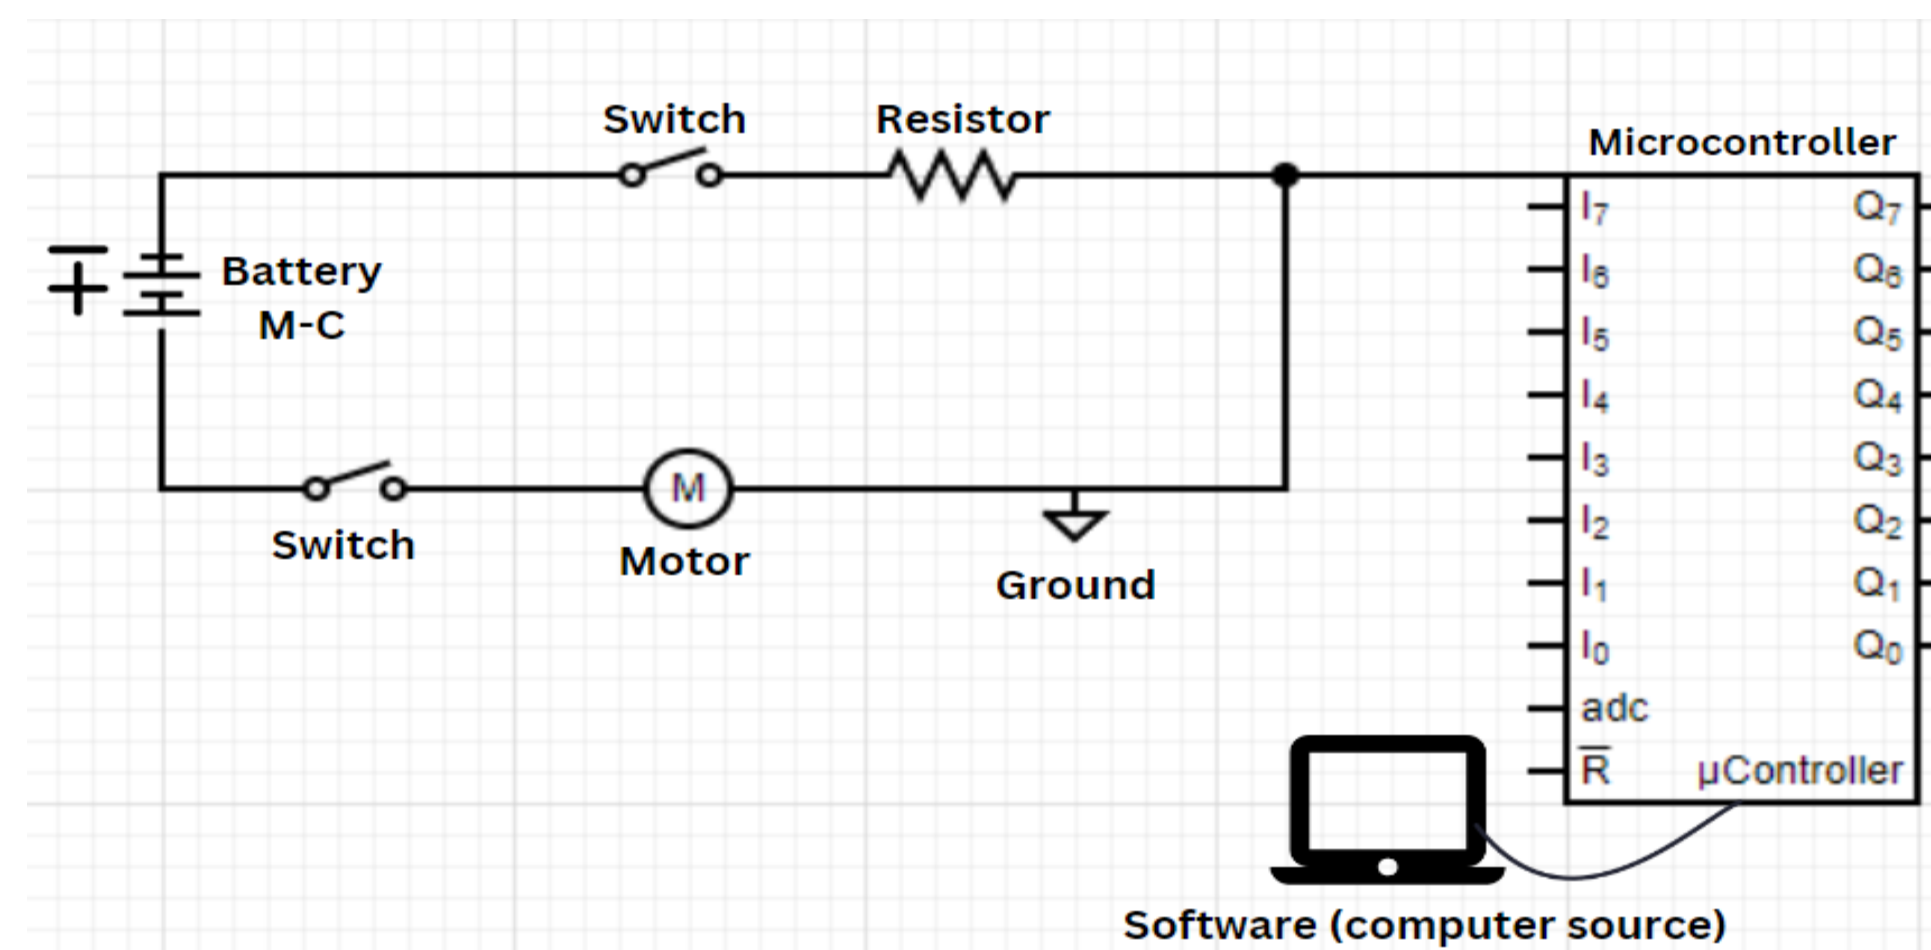 Switch
Resistor
Microcontroller
Battery
M-C
Switch
M
Motor
Ground
I7
I6
I5
I4
I3
I2
I1
I0
adc
R̅
Q7
Q6
Q5
Q4
Q3
Q2
Q1
Q0
µController
Software (computer source)